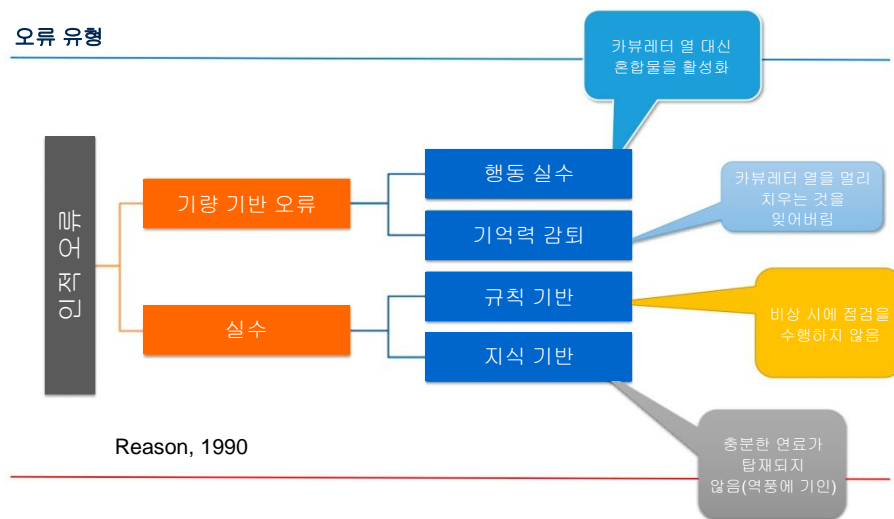 오류 유형
카뷰레터 열 대신
혼합물을 활성화
인적 오류
기량 기반 오류
실수
행동 실수
기억력 감퇴
규칙 기반
지식 기반
카뷰레터 열을 멀리
치우는 것을
잊어버림
비상 시에 점검을
수행하지 않음
충분한 연료가
탑재되지
않음(역풍에 기인)
Reason, 1990